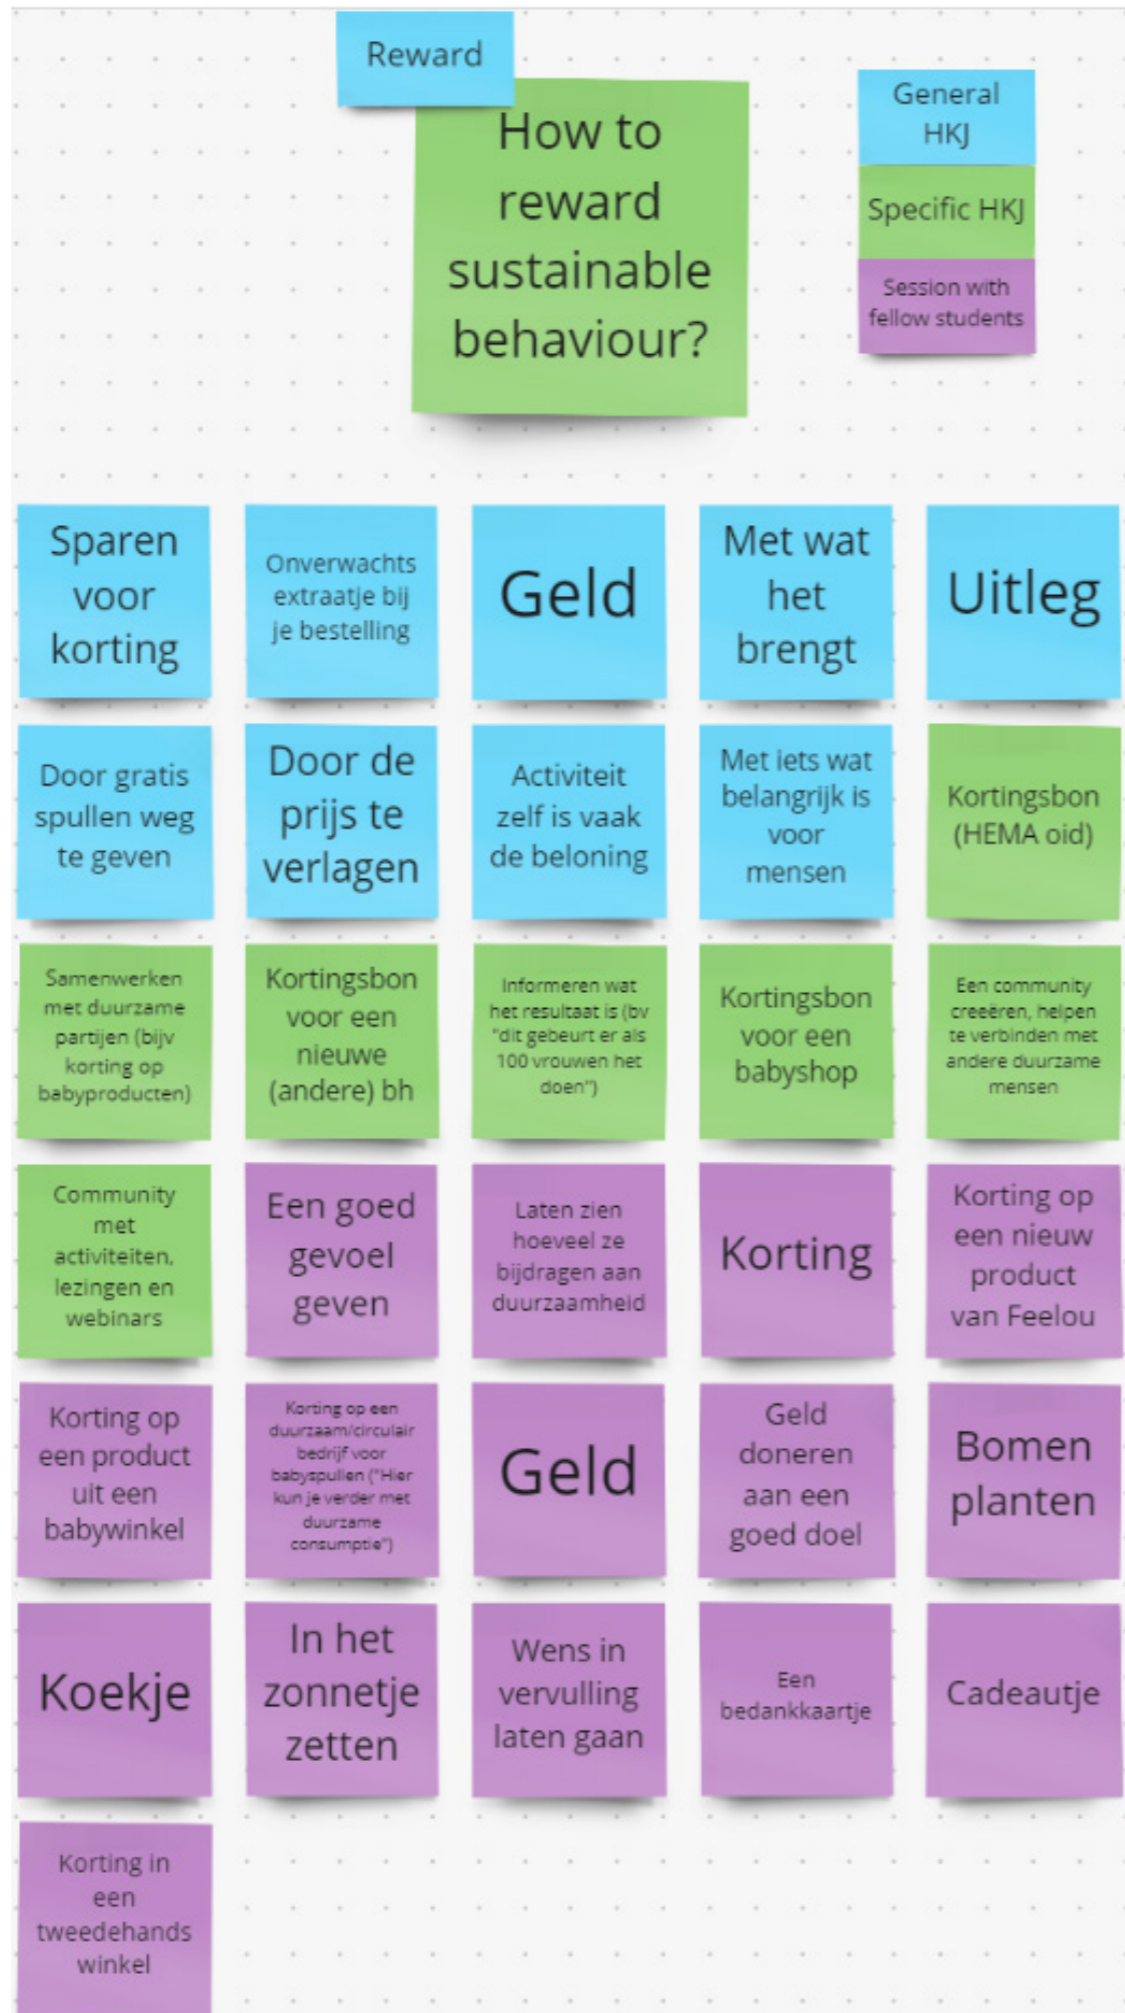 Reward
How to
reward
sustainable
behaviour?
General
HKJ
Specific HKJ
Session with
fellow students
Sparen
voor
korting
Onverwachts
extraatje bij
je bestelling
Geld
Met wat
het
brengt
Uitleg
Door gratis
spullen weg
te geven
Door de
prijs te
verlagen
Activiteit
zelf is vaak
de beloning
Met iets wat
belangrijk is
voor
mensen
Kortingsbon
(HEMA oid)
Samenwerken
met duurzame
partijen (bijv
korting op
babyproducten)
Kortingsbon
voor een
nieuwe
(andere) bh
Informeren wat
het resultaat is (bv
"dit gebeurt er als
100 vrouwen het
doen")
Kortingsbon
voor een
babyshop
Een community
creeëren, helpen
te verbinden met
andere duurzame
mensen
Community
met
activiteiten,
lezingen en
webinars
Een goed
gevoel
geven
Laten zien
hoeveel ze
bijdragen aan
duurzaamheid
Korting
Korting op
een nieuw
product
van Feelou
Korting op
een product
uit een
babywinkel
Korting op een
duurzaam/circulair
bedrijf voor
babyspullen ("Hier
kun je verder met
duurzame
consumptie")
Geld
Geld
doneren
aan een
goed doel
Bomen
planten
Koekje
In het
zonnetje
zetten
Wens in
vervulling
laten gaan
Een
bedankkaartje
Cadeautje
Korting in
een
tweedehands
winkel